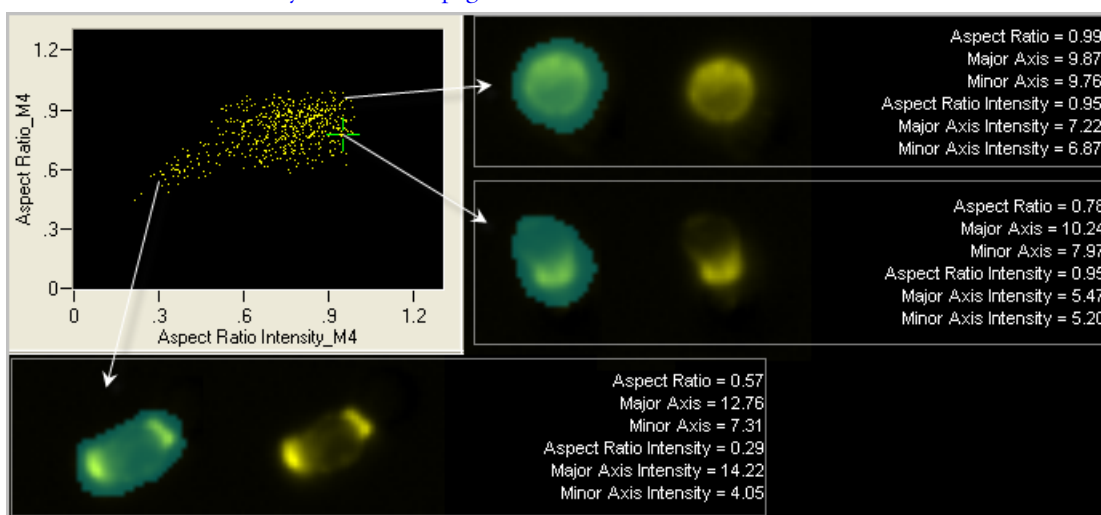 1.2
.9
.6
.3
0
Aspect Ratio_M4
0 .3 .6 .9 1.2
Aspect Ratio Intensity_M4
Aspect Ratio = 0.99
Major Axis = 9.87
Minor Axis = 9.76
Aspect Ratio Intensity = 0.95
Major Axis Intensity = 7.22
Minor Axis Intensity = 6.87
Aspect Ratio = 0.78
Major Axis = 10.24
Minor Axis = 7.97
Aspect Ratio Intensity = 0.95
Major Axis Intensity = 5.47
Minor Axis Intensity = 5.20
Aspect Ratio = 0.57
Major Axis = 12.76
Minor Axis = 7.31
Aspect Ratio Intensity = 0.29
Major Axis Intensity = 14.22
Minor Axis Intensity = 4.05